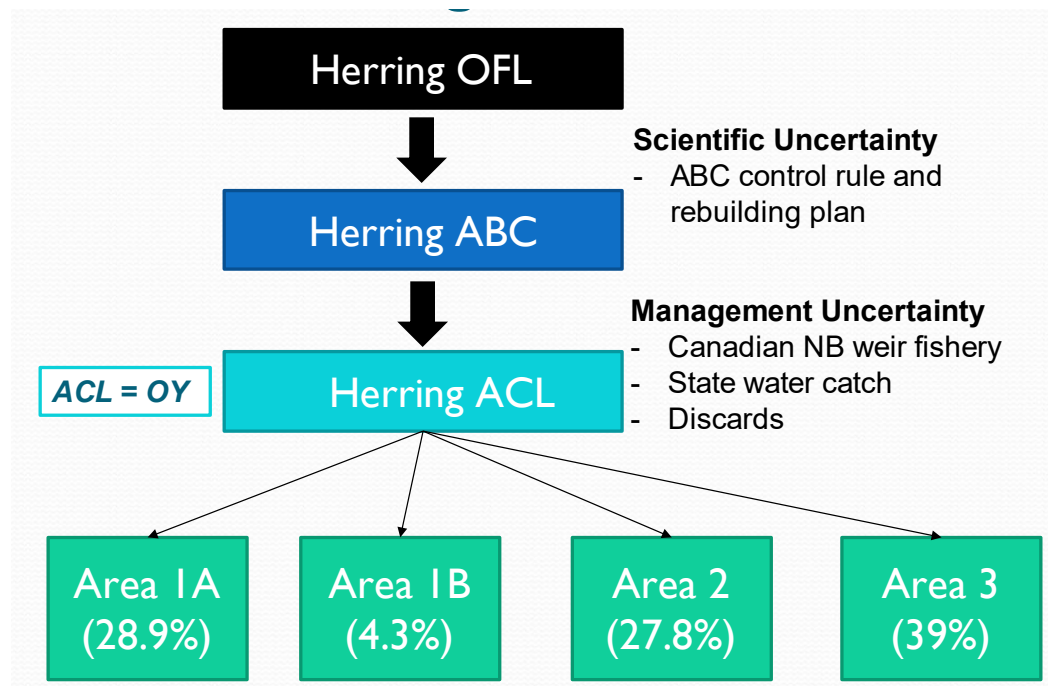 Herring OFL
Scientific Uncertainty
- ABC control rule and
rebuilding plan
Herring ABC
Management Uncertainty
- Canadian NB weir fishery
- State water catch
- Discards
ACL = OY
Herring ACL
Area 1A
(28.9%)
Area 1B
(4.3%)
Area 2
(27.8%)
Area 3
(39%)